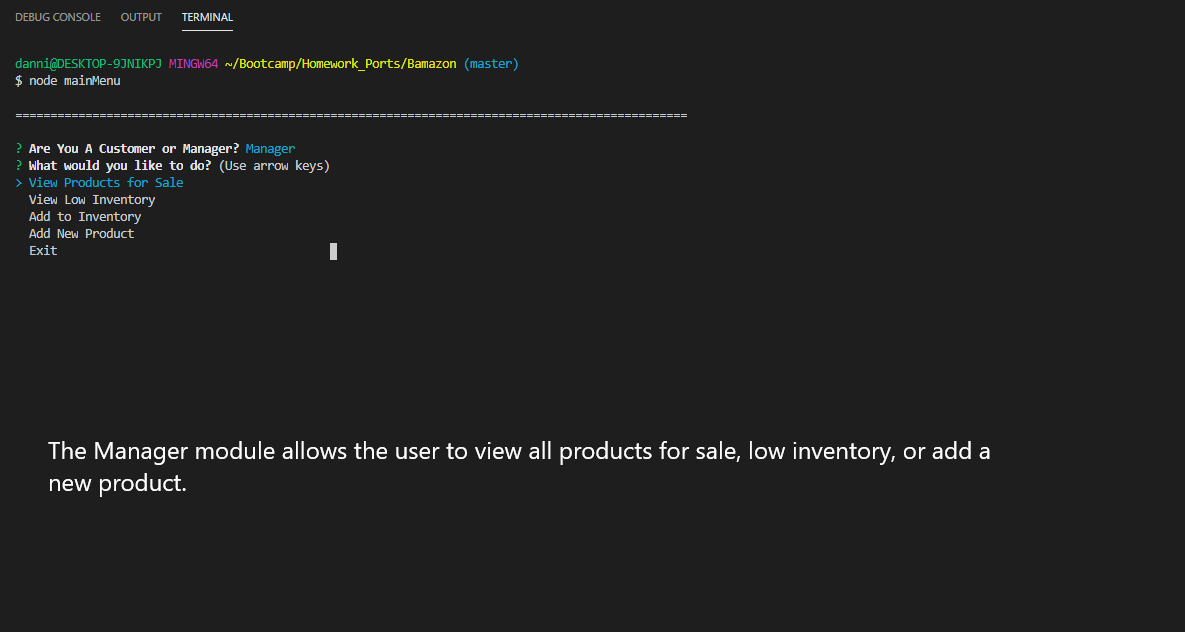 DEBUG CONSOLE OUTPUT TERMINAL
danni@DESKTOP-9JNIKPJ MINGW64 ~/Bootcamp/Homework_Ports/Bamazon (master)
$ node mainMenu
================================================================================================
? Are You A Customer or Manager? Manager
? What would you like to do? (Use arrow keys)
> View Products for Sale
View Low Inventory
Add to Inventory
Add New Product
Exit
The Manager module allows the user to view all products for sale, low inventory, or add a
new product.